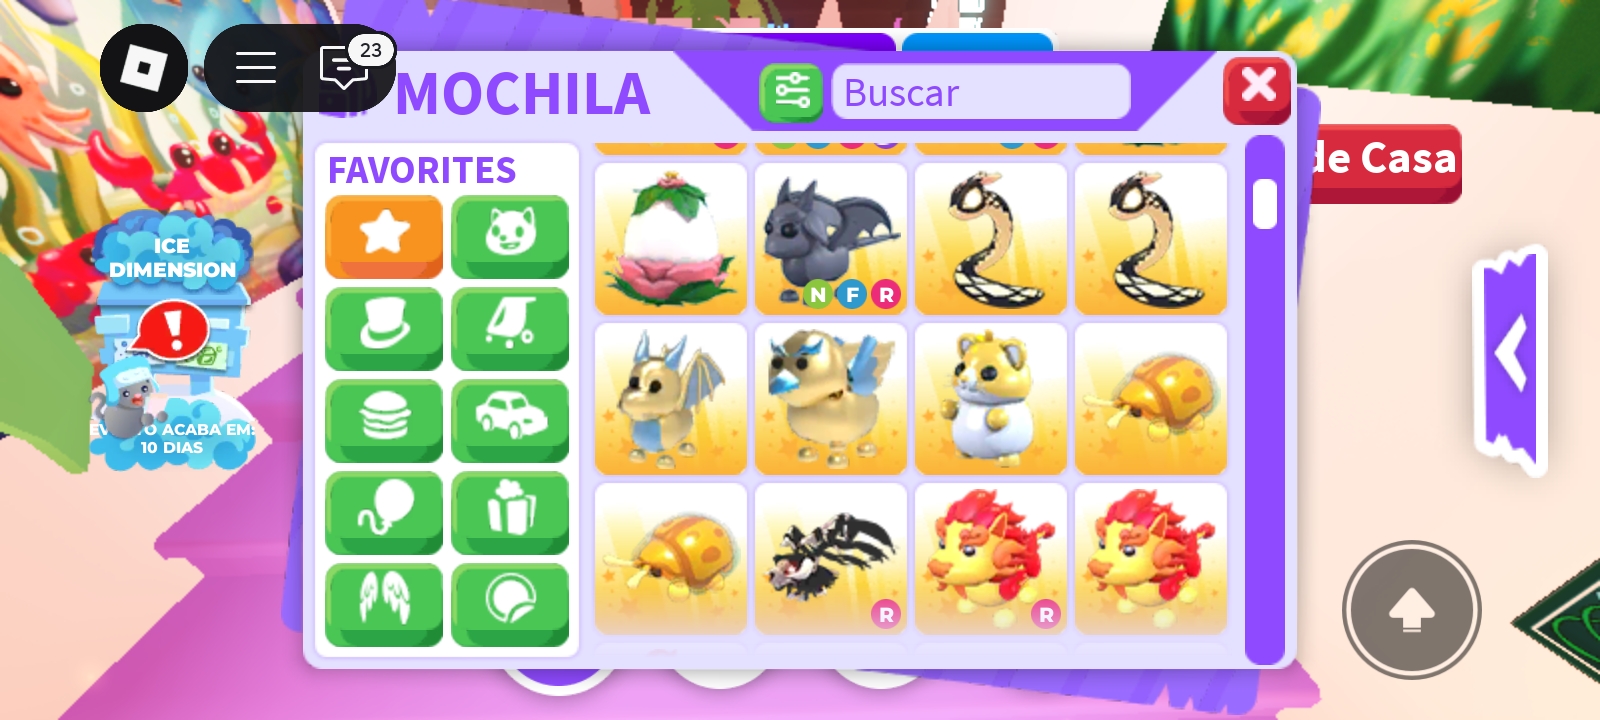 23
MOCHILA
Buscar
FAVORITES
de Casa
ICE
DIMENSION
!
O ACABA EM:
10 DIAS
N F R
R
R